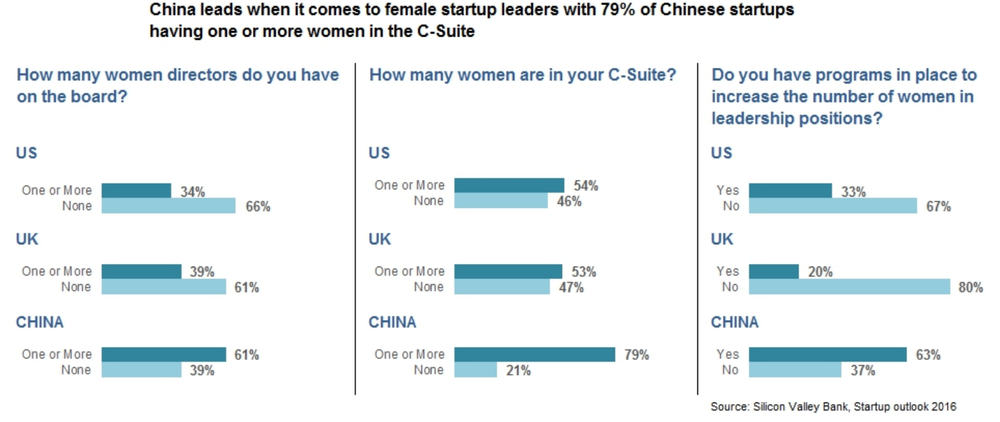 China leads when it comes to female startup leaders with 79% of Chinese startups
having one or more women in the C-Suite
How many women directors do you have
on the board?
US
One or More 34%
None 66%
UK
One or More 39%
None 61%
CHINA
One or More 61%
None 39%
How many women are in your C-Suite?
US
One or More 54%
None 46%
UK
One or More 53%
None 47%
CHINA
One or More 79%
None 21%
Do you have programs in place to
increase the number of women in
leadership positions?
US
Yes 33%
No 67%
UK
Yes 20%
No 80%
CHINA
Yes 63%
No 37%
Source: Silicon Valley Bank, Startup outlook 2016